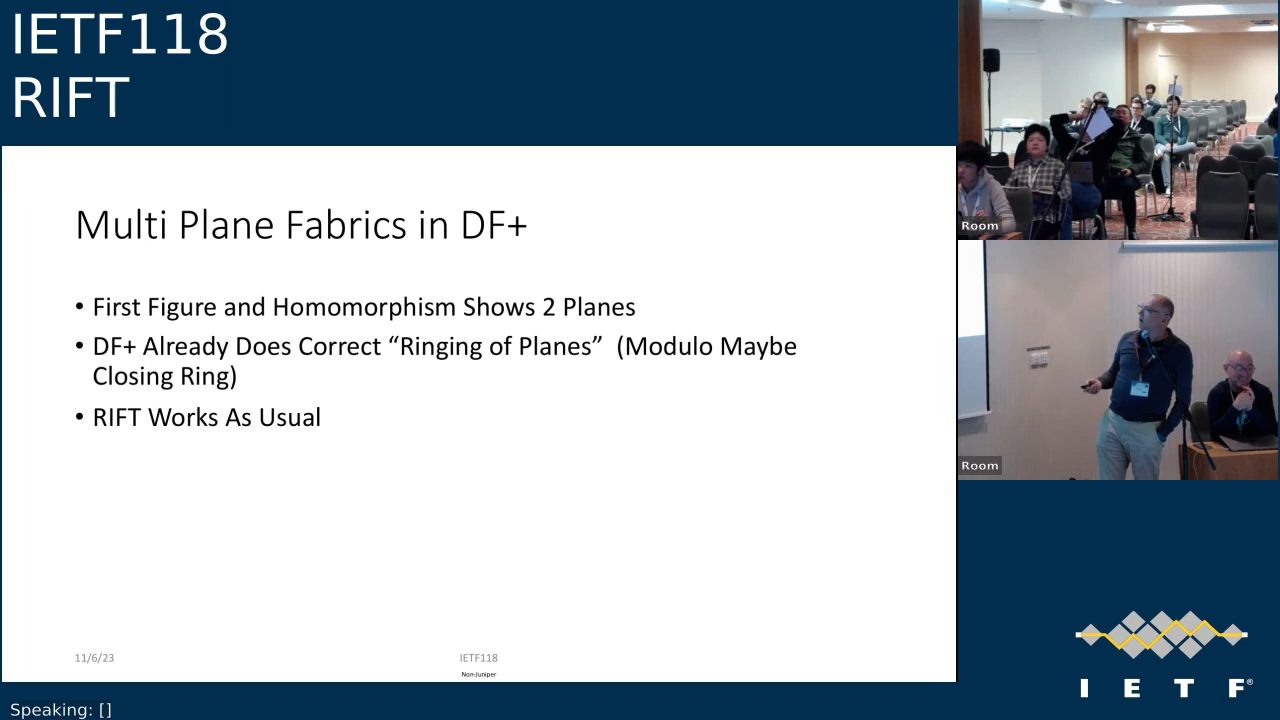 IETF118
RIFT
Multi Plane Fabrics in DF+
• First Figure and Homomorphism Shows 2 Planes
• DF+ Already Does Correct “Ringing of Planes” (Modulo Maybe
Closing Ring)
• RIFT Works As Usual
11/6/23
IETF118
Non-Juniper
Room
Room
I E T F®
Speaking: []